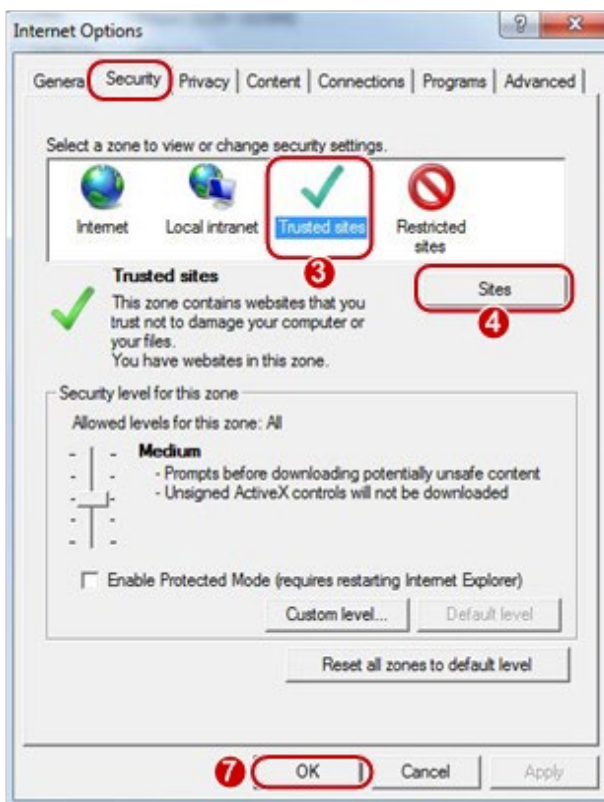 Internet Options
General Security Privacy Content Connections Programs Advanced
Select a zone to view or change security settings.
Internet Local intranet Trusted sites Restricted
sites
3
Trusted sites
Sites
4
This zone contains websites that you
trust not to damage your computer or
your files.
You have websites in this zone.
Security level for this zone
Allowed levels for this zone: All
Medium
- Prompts before downloading potentially unsafe content
- Unsigned ActiveX controls will not be downloaded
Enable Protected Mode (requires restarting Internet Explorer)
Custom level... Default level
Reset all zones to default level
7 OK Cancel Apply